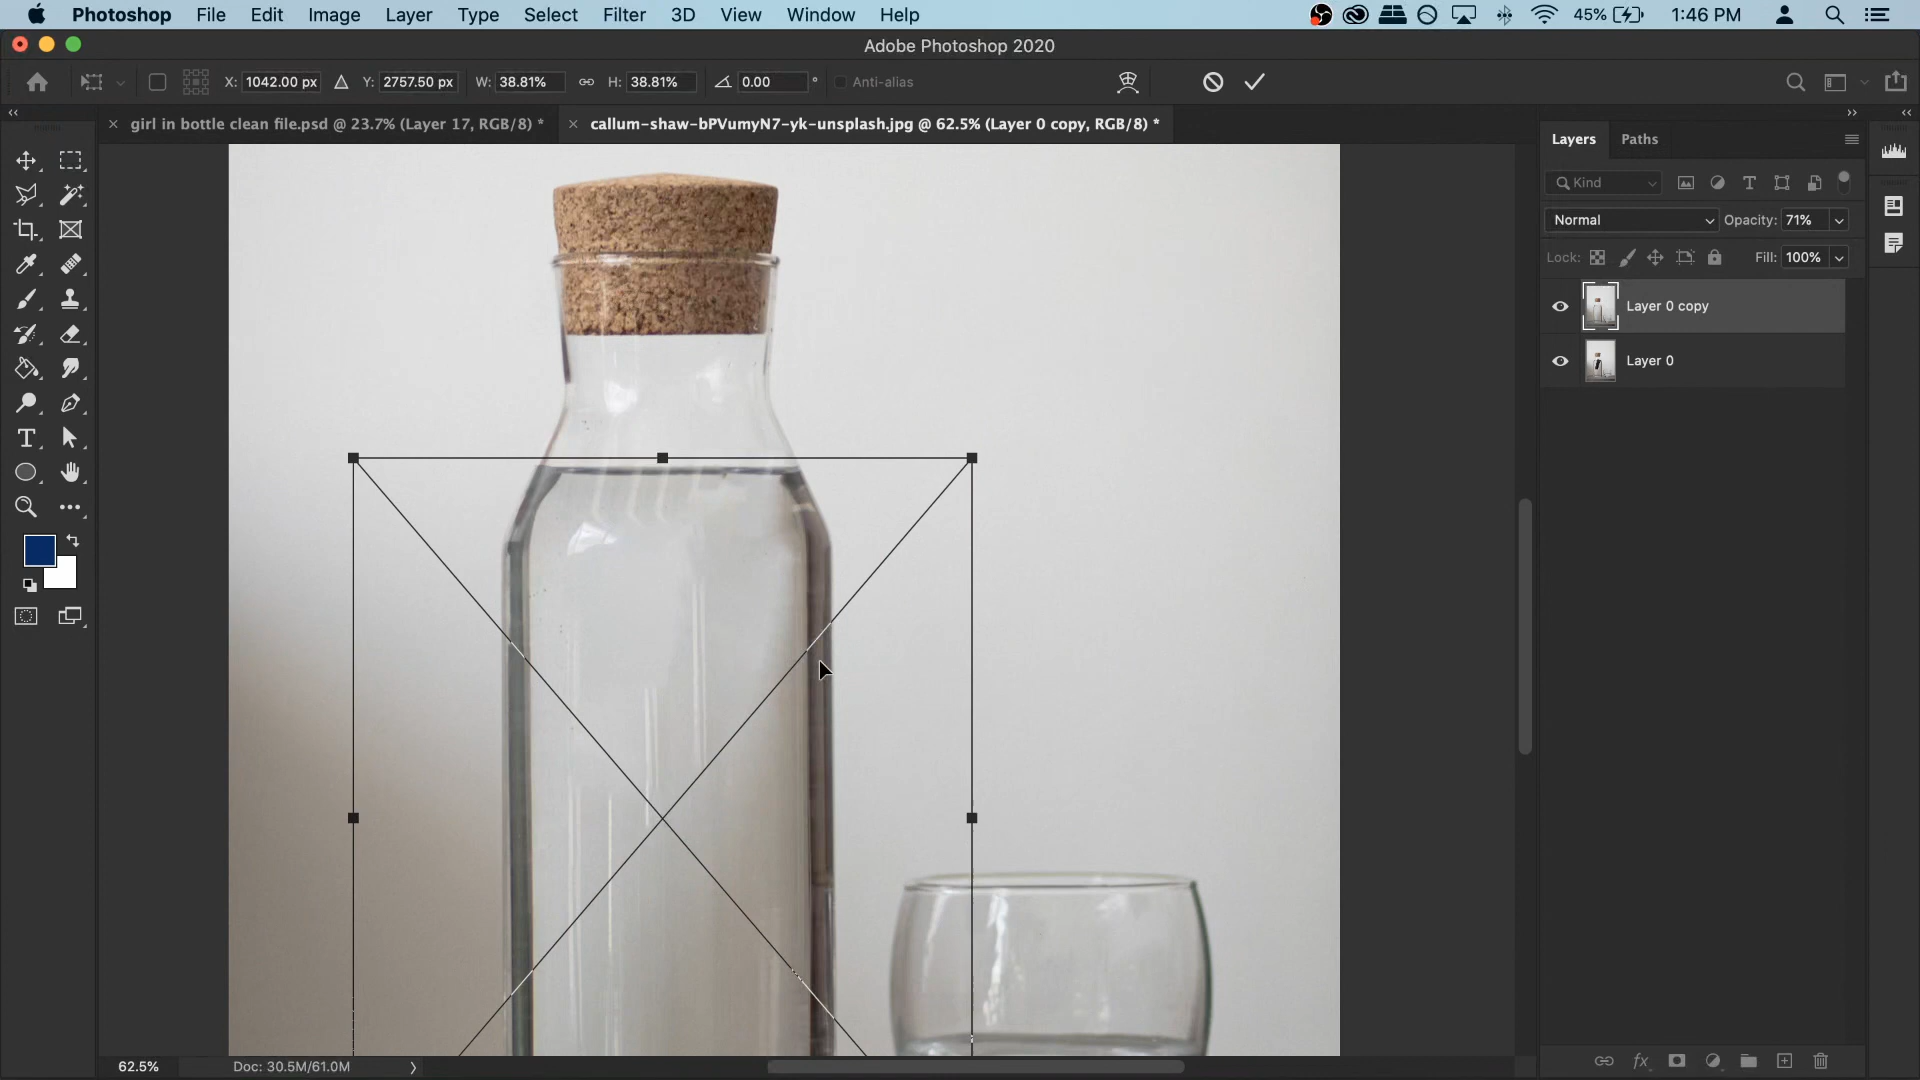 Photoshop File Edit Image Layer Type Select Filter 3D View Window Help 45% 1:46 PM
Adobe Photoshop 2020
X: 1042.00 px Y: 2757.50 px W: 38.81% H: 38.81% 0.00 ° Anti-alias
girl in bottle clean file.psd @ 23.7% (Layer 17, RGB/8) * callum-shaw-bPVumyN7-yk-unsplash.jpg @ 62.5% (Layer 0 copy, RGB/8) *
Layers Paths
Kind
Normal Opacity: 71%
Lock: Fill: 100%
Layer 0 copy
Layer 0
62.5% Doc: 30.5M/61.0M